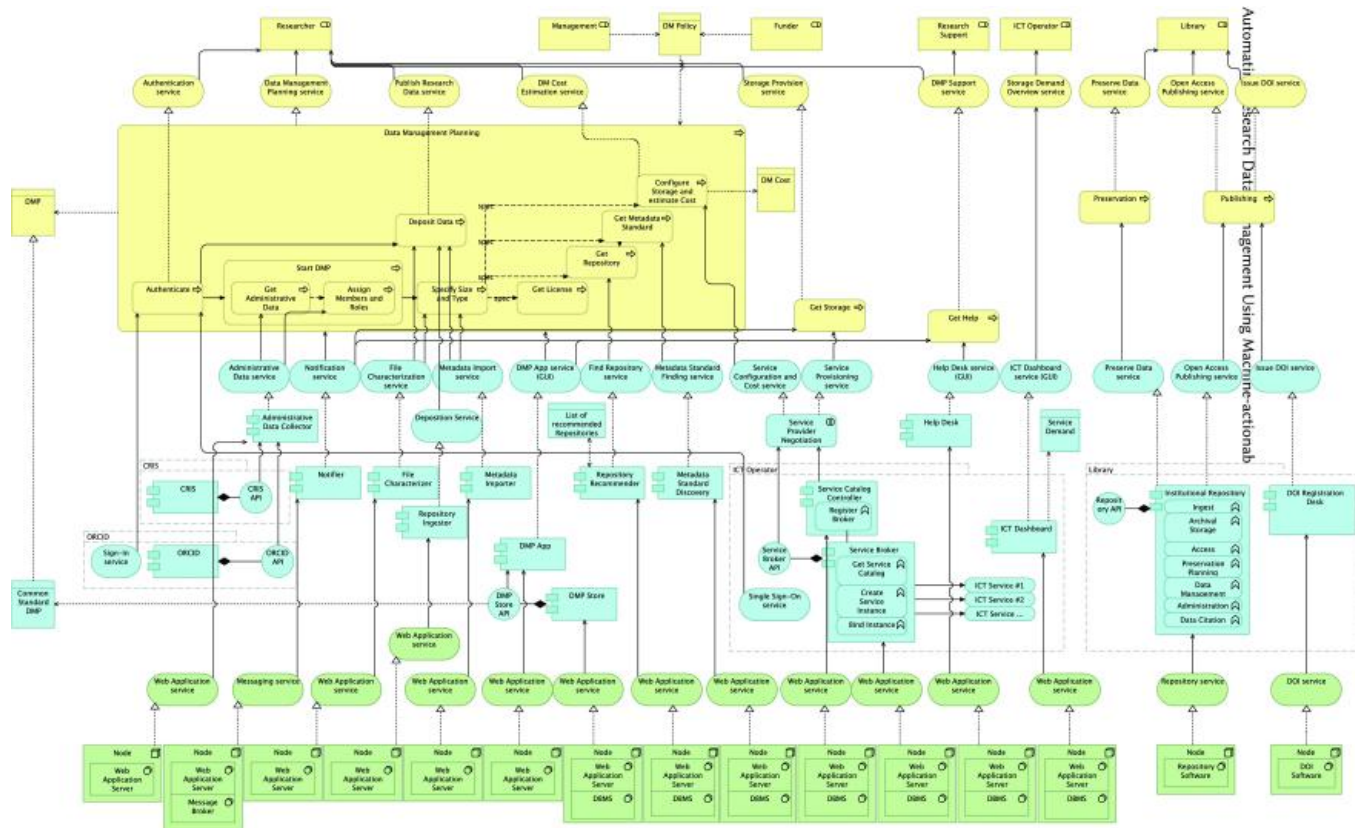 Researcher
Management
DM Policy
Funder
Research
Support
ICT Operator
Library
Automatin
Authentication
service
Data Management
Planning service
Publish Research
Data service
DM Cost
Estimation service
Storage Provision
service
DMP Support
service
Storage Demand
Overview service
Preserve Data
service
Open Access
Publishing service
Issue DOI service
search Data
nagement Using Machine-actionab
Data Management Planning
DMP
Configure
Storage and
estimate Cost
DM Cost
Deposit Data
Get Metadata
Standard
Get
Repository
Preservation
Publishing
spec
spec
Start DMP
Authenticate
Get
Administrative
Data
Assign
Members and
Roles
Specify Size
and Type
spec
Get License
Get Storage
Get Help
Administrative
Data service
Notification
service
File
Characterization
service
Metadata Import
service
DMP App service
(GUI)
Find Repository
service
Metadata Standard
Finding service
Service
Configuration and
Cost service
Service
Provisioning
service
Help Desk service
(GUI)
ICT Dashboard
service (GUI)
Preserve Data
service
Open Access
Publishing service
Issue DOI service
Administrative
Data Collector
Deposition Service
List of
recommended
Repositories
Service
Provider
Negotiation
Help Desk
Service
Demand
CRIS
CRIS
CRIS
API
Notifier
File
Characterizer
Metadata
Importer
Repository
Recommender
Metadata
Standard
Discovery
ICT Operator
Service Catalog
Controller
Register
Broker
Library
Reposit
ory API
Institutional Repository
Ingest
Archival
Storage
Access
Preservation
Planning
Data
Management
Administration
Data Citation
DOI Registration
Desk
Repository
Ingestor
ICT Dashboard
ORCID
Sign-In
service
ORCID
ORCID
API
DMP App
Service
Broker
API
Service Broker
Get Service
Catalog
Create
Service
Instance
Bind Instance
ICT Service #1
ICT Service #2
ICT Service ...
Common
Standard
DMP
DMP
Store
API
DMP Store
Single Sign-On
service
Web Application
service
Web Application
service
Messaging service
Web Application
service
Web Application
service
Web Application
service
Web Application
service
Web Application
service
Web Application
service
Web Application
service
Web Application
service
Web Application
service
Web Application
service
Web Application
service
Repository service
DOI service
Node
Web
Application
Server
Node
Web
Application
Server
Message
Broker
Node
Web
Application
Server
Node
Web
Application
Server
Node
Web
Application
Server
Node
Web
Application
Server
Node
Web
Application
Server
DBMS
Node
Web
Application
Server
DBMS
Node
Web
Application
Server
DBMS
Node
Web
Application
Server
DBMS
Node
Web
Application
Server
DBMS
Node
Web
Application
Server
DBMS
Node
Web
Application
Server
DBMS
Node
Repository
Software
Node
DOI
Software